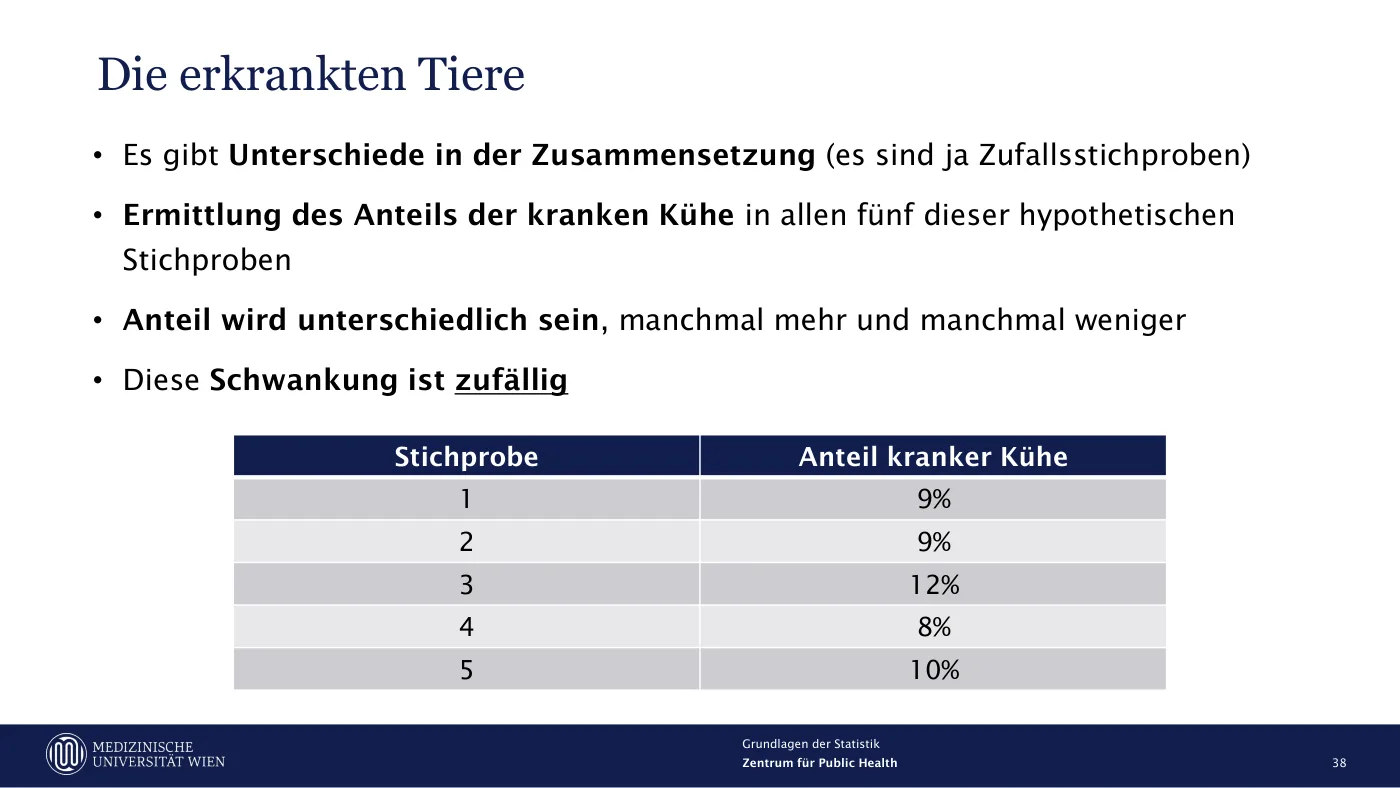 Die erkrankten Tiere
• Es gibt Unterschiede in der Zusammensetzung (es sind ja Zufallsstichproben)
• Ermittlung des Anteils der kranken Kühe in allen fünf dieser hypothetischen
Stichproben
• Anteil wird unterschiedlich sein, manchmal mehr und manchmal weniger
• Diese Schwankung ist zufällig
Stichprobe Anteil kranker Kühe
1 9%
2 9%
3 12%
4 8%
5 10%
MEDIZINISCHE
UNIVERSITÄT WIEN
Grundlagen der Statistik
Zentrum für Public Health
38